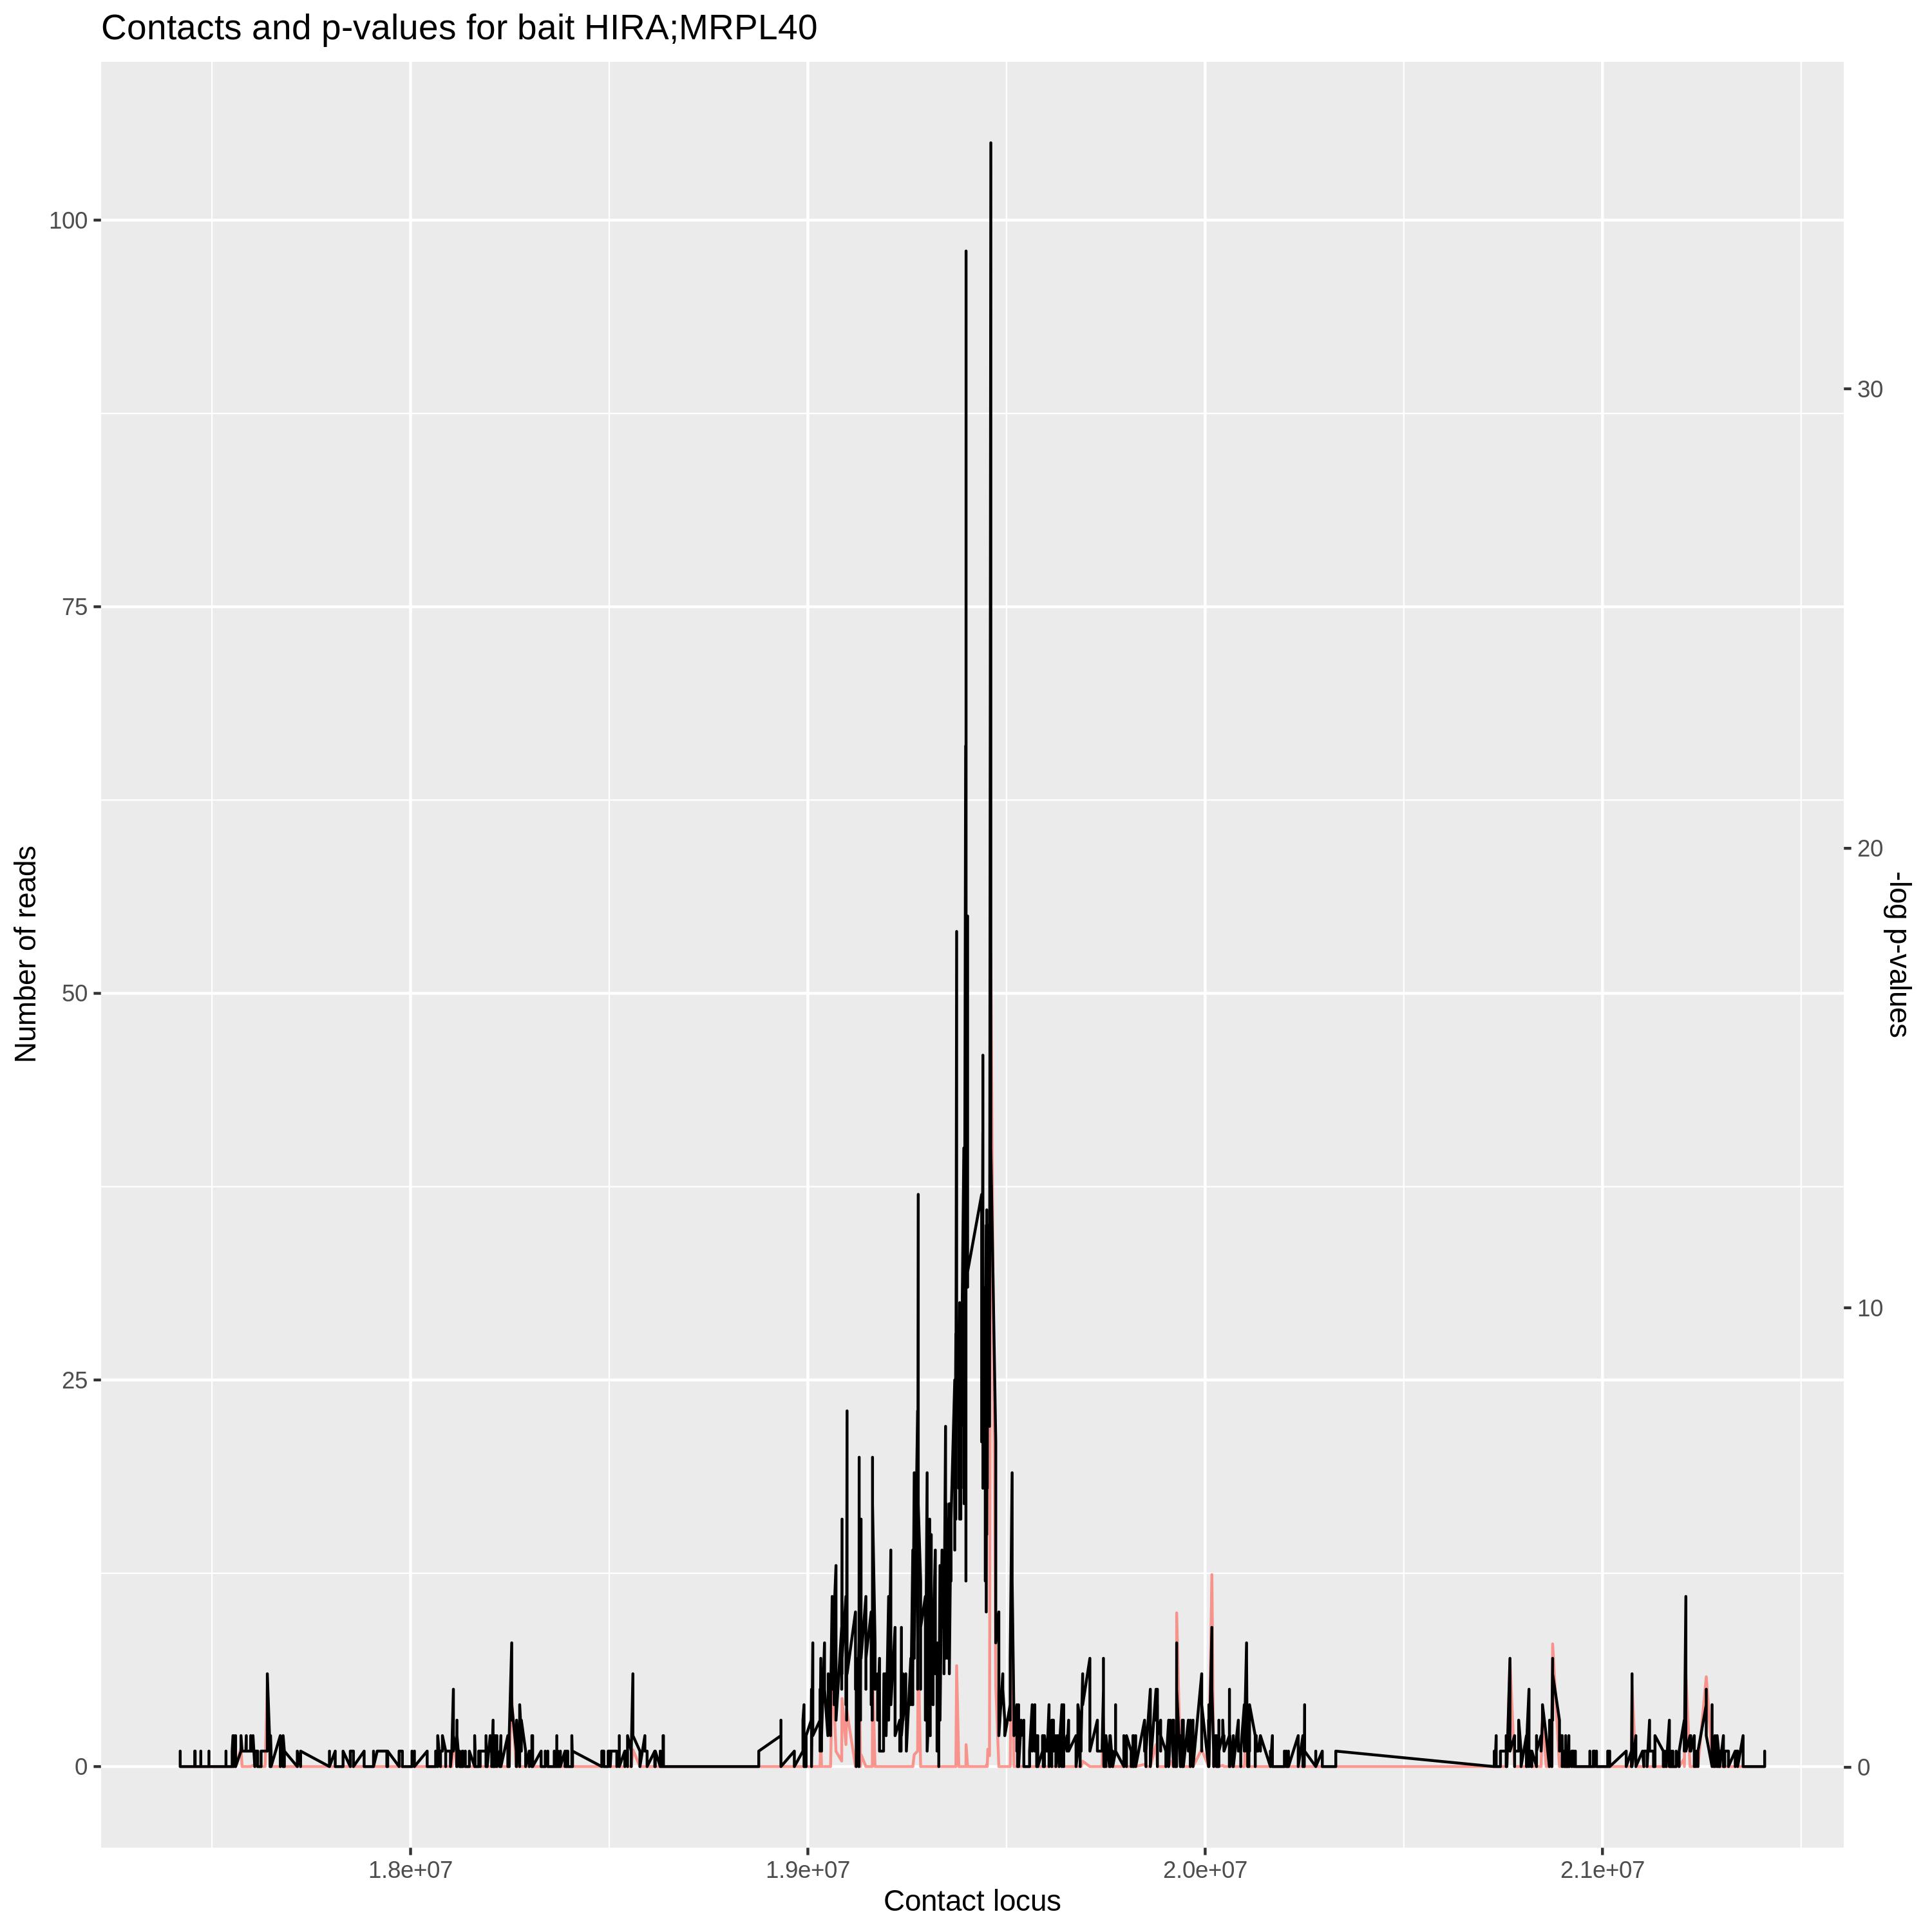 Contacts and p-values for bait HIRA;MRPL40
100
75
50
25
0
Number of reads
30
20
10
0
-log p-values
1.8e+07
1.9e+07
2.0e+07
2.1e+07
Contact locus